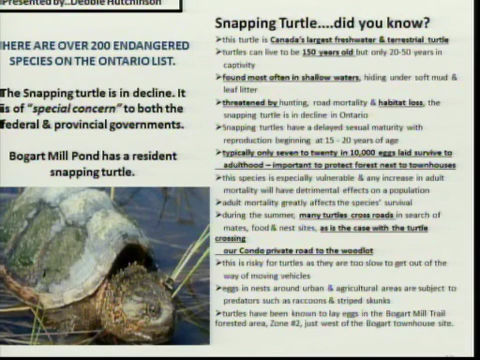 Presented by..Debbie Hutchinson
HERE ARE OVER 200 ENDANGERED
SPECIES ON THE ONTARIO LIST.
The Snapping turtle is in decline. It
is of "special concern" to both the
federal & provincial governments.
Bogart Mill Pond has a resident
snapping turtle.
Snapping Turtle....did you know?
➢this turtle is Canada's largest freshwater & terrestrial turtle
➢turtles can live to be 150 years old but only 20-50 years in
captivity
➢found most often in shallow waters, hiding under soft mud &
leaf litter
➢threatened by hunting, road mortality & habitat loss, the
snapping turtle is in decline in Ontario
➢Snapping turtles have a delayed sexual maturity with
reproduction beginning at 15 - 20 years of age
➢typically only seven to twenty in 10,000 eggs laid survive to
adulthood – important to protect forest nest to townhouses
➢this species is especially vulnerable & any increase in adult
mortality will have detrimental effects on a population
➢adult mortality greatly affects the species' survival
➢during the summer, many turtles cross roads in search of
mates, food & nest sites, as is the case with the turtle
crossing
our Condo private road to the woodlot
➢this is risky for turtles as they are too slow to get out of the
way of moving vehicles
➢eggs in nests around urban & agricultural areas are subject to
predators such as raccoons & striped skunks
➢turtles have been known to lay eggs in the Bogart Mill Trail
forested area, Zone #2, just west of the Bogart townhouse site.